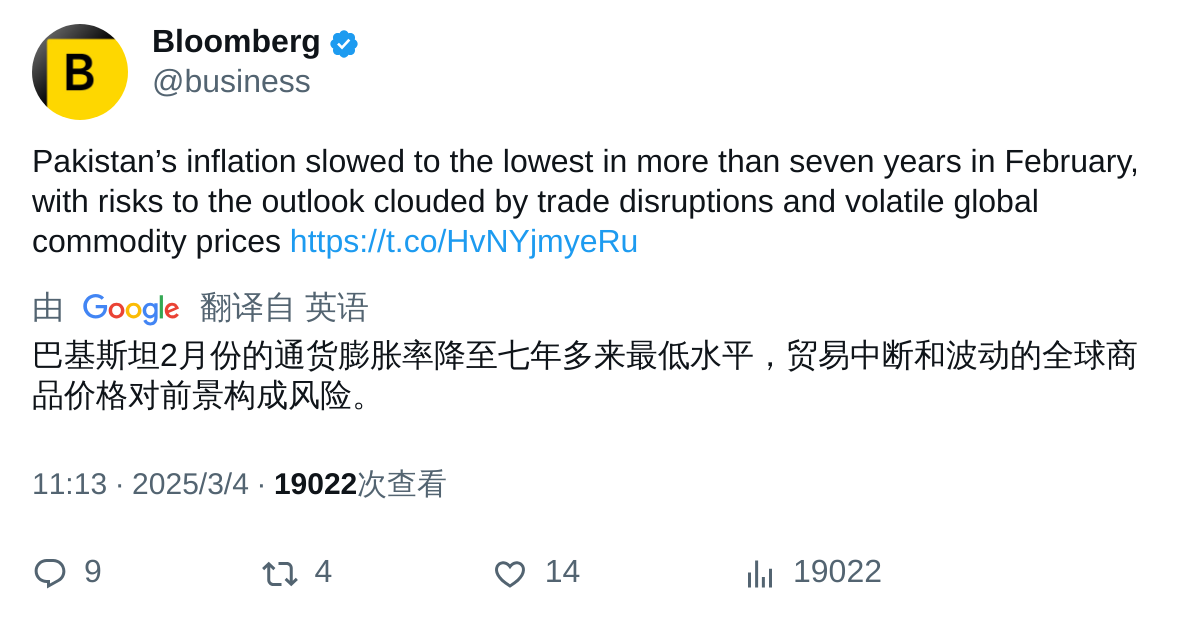 B
Bloomberg
@business
Pakistan’s inflation slowed to the lowest in more than seven years in February,
with risks to the outlook clouded by trade disruptions and volatile global
commodity prices https://t.co/HvNYjmyeRu
由 Google 翻译自 英语
巴基斯坦2月份的通货膨胀率降至七年多来最低水平，贸易中断和波动的全球商
品价格对前景构成风险。
11:13 · 2025/3/4 · 19022次查看
9 4 14 19022